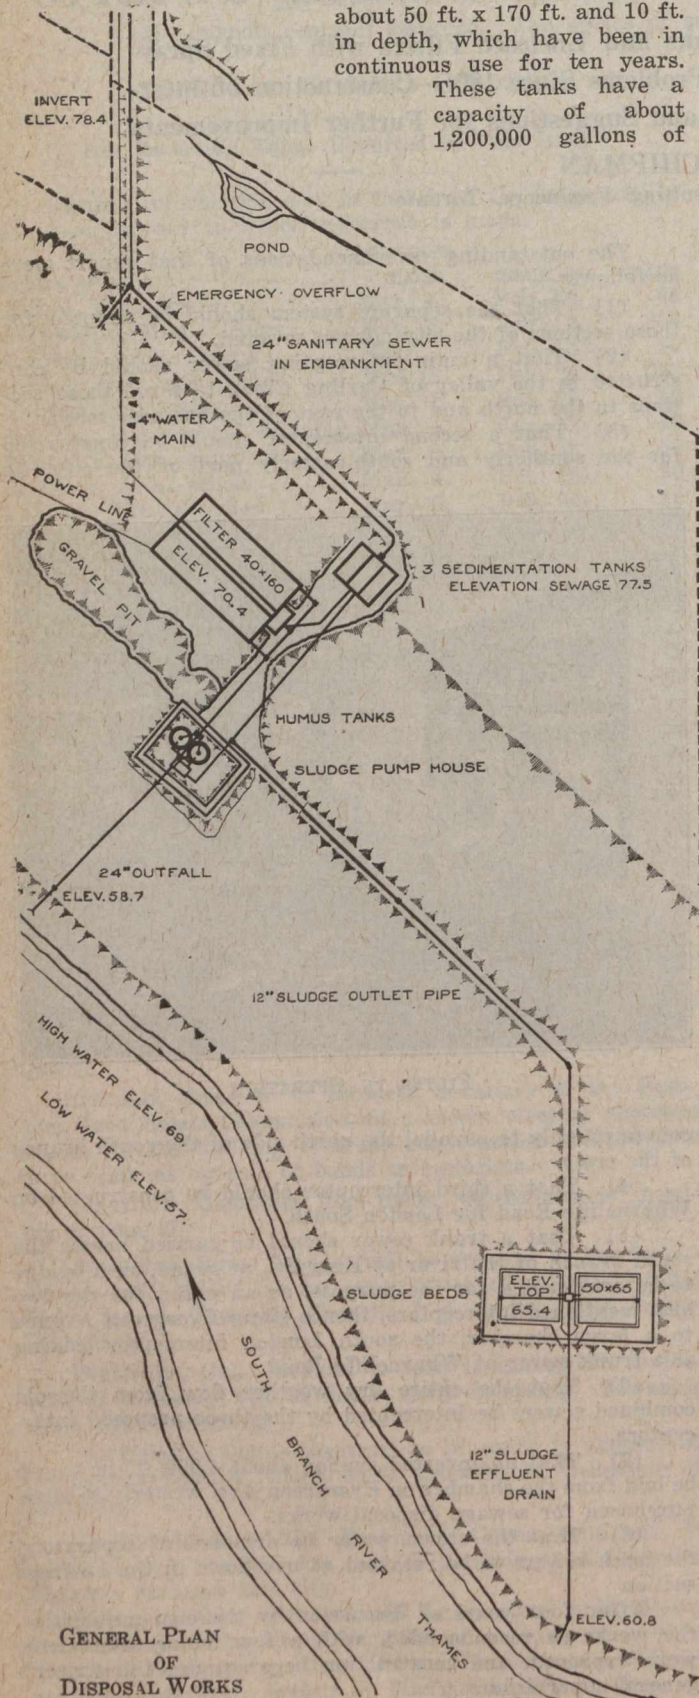 about 50 ft. x 170 ft. and 10 ft.
in depth, which have been in
continuous use for ten years.
These tanks have a
capacity of about
1,200,000 gallons of
INVERT
ELEV. 78.4
POND
EMERGENCY OVERFLOW
24" SANITARY SEWER
IN EMBANKMENT
4" WATER
MAIN
POWER LINE
FILTER 40x160
ELEV. 70.4
GRAVEL PIT
3 SEDIMENTATION TANKS
ELEVATION SEWAGE 77.5
HUMUS TANKS
SLUDGE PUMP HOUSE
24" OUTFALL
ELEV. 58.7
12" SLUDGE OUTLET PIPE
HIGH WATER ELEV. 69.
LOW WATER ELEV. 57.
SLUDGE BEDS
ELEV.
TOP
65.4
50x65
SOUTH BRANCH RIVER THAMES
12" SLUDGE
EFFLUENT
DRAIN
ELEV. 60.8
GENERAL PLAN
OF
DISPOSAL WORKS